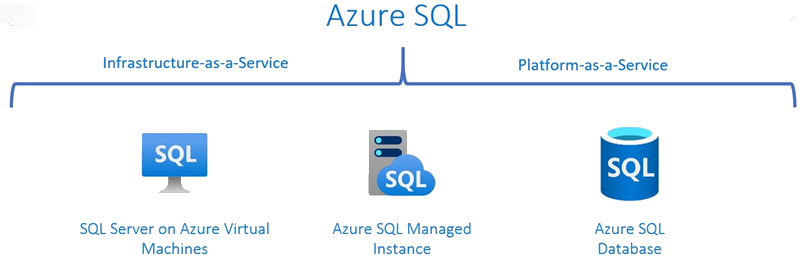 Azure SQL
Infrastructure-as-a-Service
Platform-as-a-Service
SQL
SQL
SQL
SQL Server on Azure Virtual
Machines
Azure SQL Managed
Instance
Azure SQL
Database